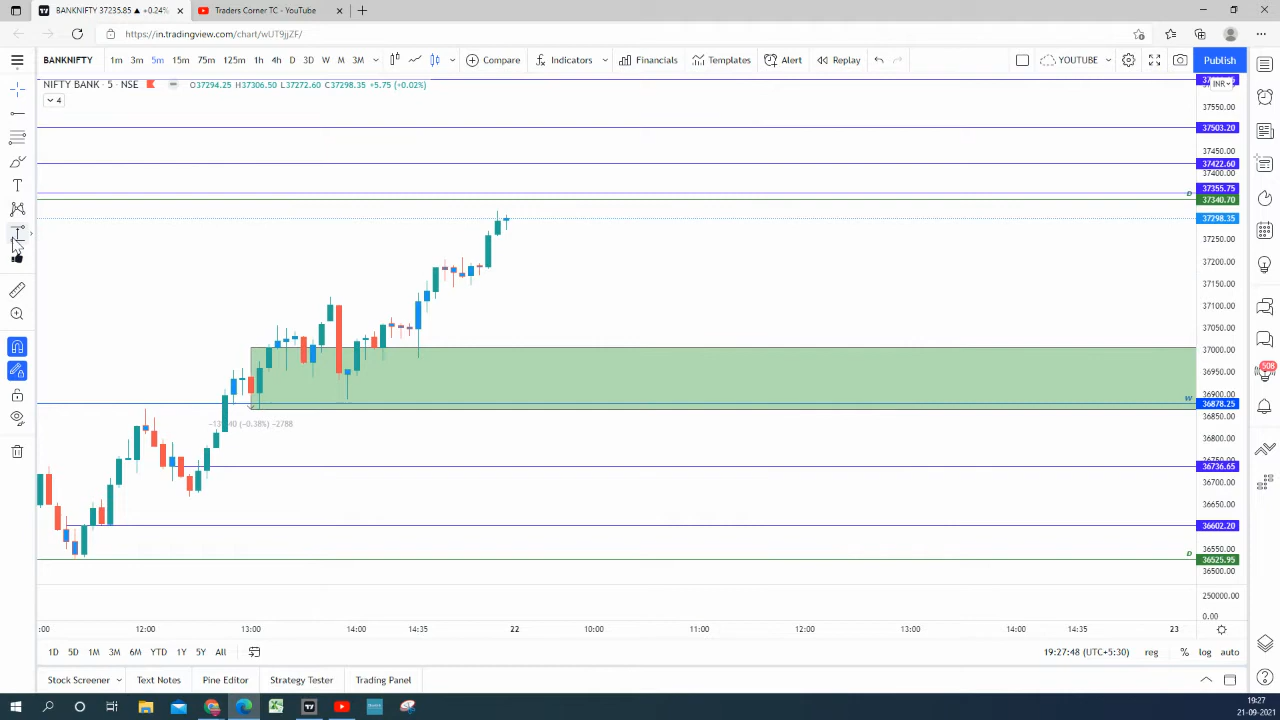 BANKNIFTY 37235.85 ▲ +0.24%
Traders Corner TC - YouTube
https://in.tradingview.com/chart/wUT9jjZF/
BANKNIFTY 1m 3m 5m 15m 75m 125m 1h 4h D W M 3M Compare Indicators Financials Templates Alert Replay YOUTUBE Publish
NIFTY BANK · 5 · NSE O37294.25 H37306.50 L37272.60 C37298.35 +5.75 (+0.02%)
INR
4
37550.00
37503.20
37450.00
37422.60
37400.00
37355.75
D 37340.70
37298.35
37250.00
37200.00
37150.00
37100.00
37050.00
37000.00
36950.00
36900.00
W 36878.25
36850.00
(−0.38%) −2788
36800.00
36736.65
36700.00
36650.00
36602.20
36550.00
D 36525.95
36500.00
250000.00
0.00
:00 12:00 13:00 14:00 14:35 22 10:00 11:00 12:00 13:00 14:00 14:35 23
1D 5D 1M 3M 6M YTD 1Y 5Y All 19:27:48 (UTC+5:30) reg % log auto
Stock Screener Text Notes Pine Editor Strategy Tester Trading Panel
508
19:27
21-09-2021